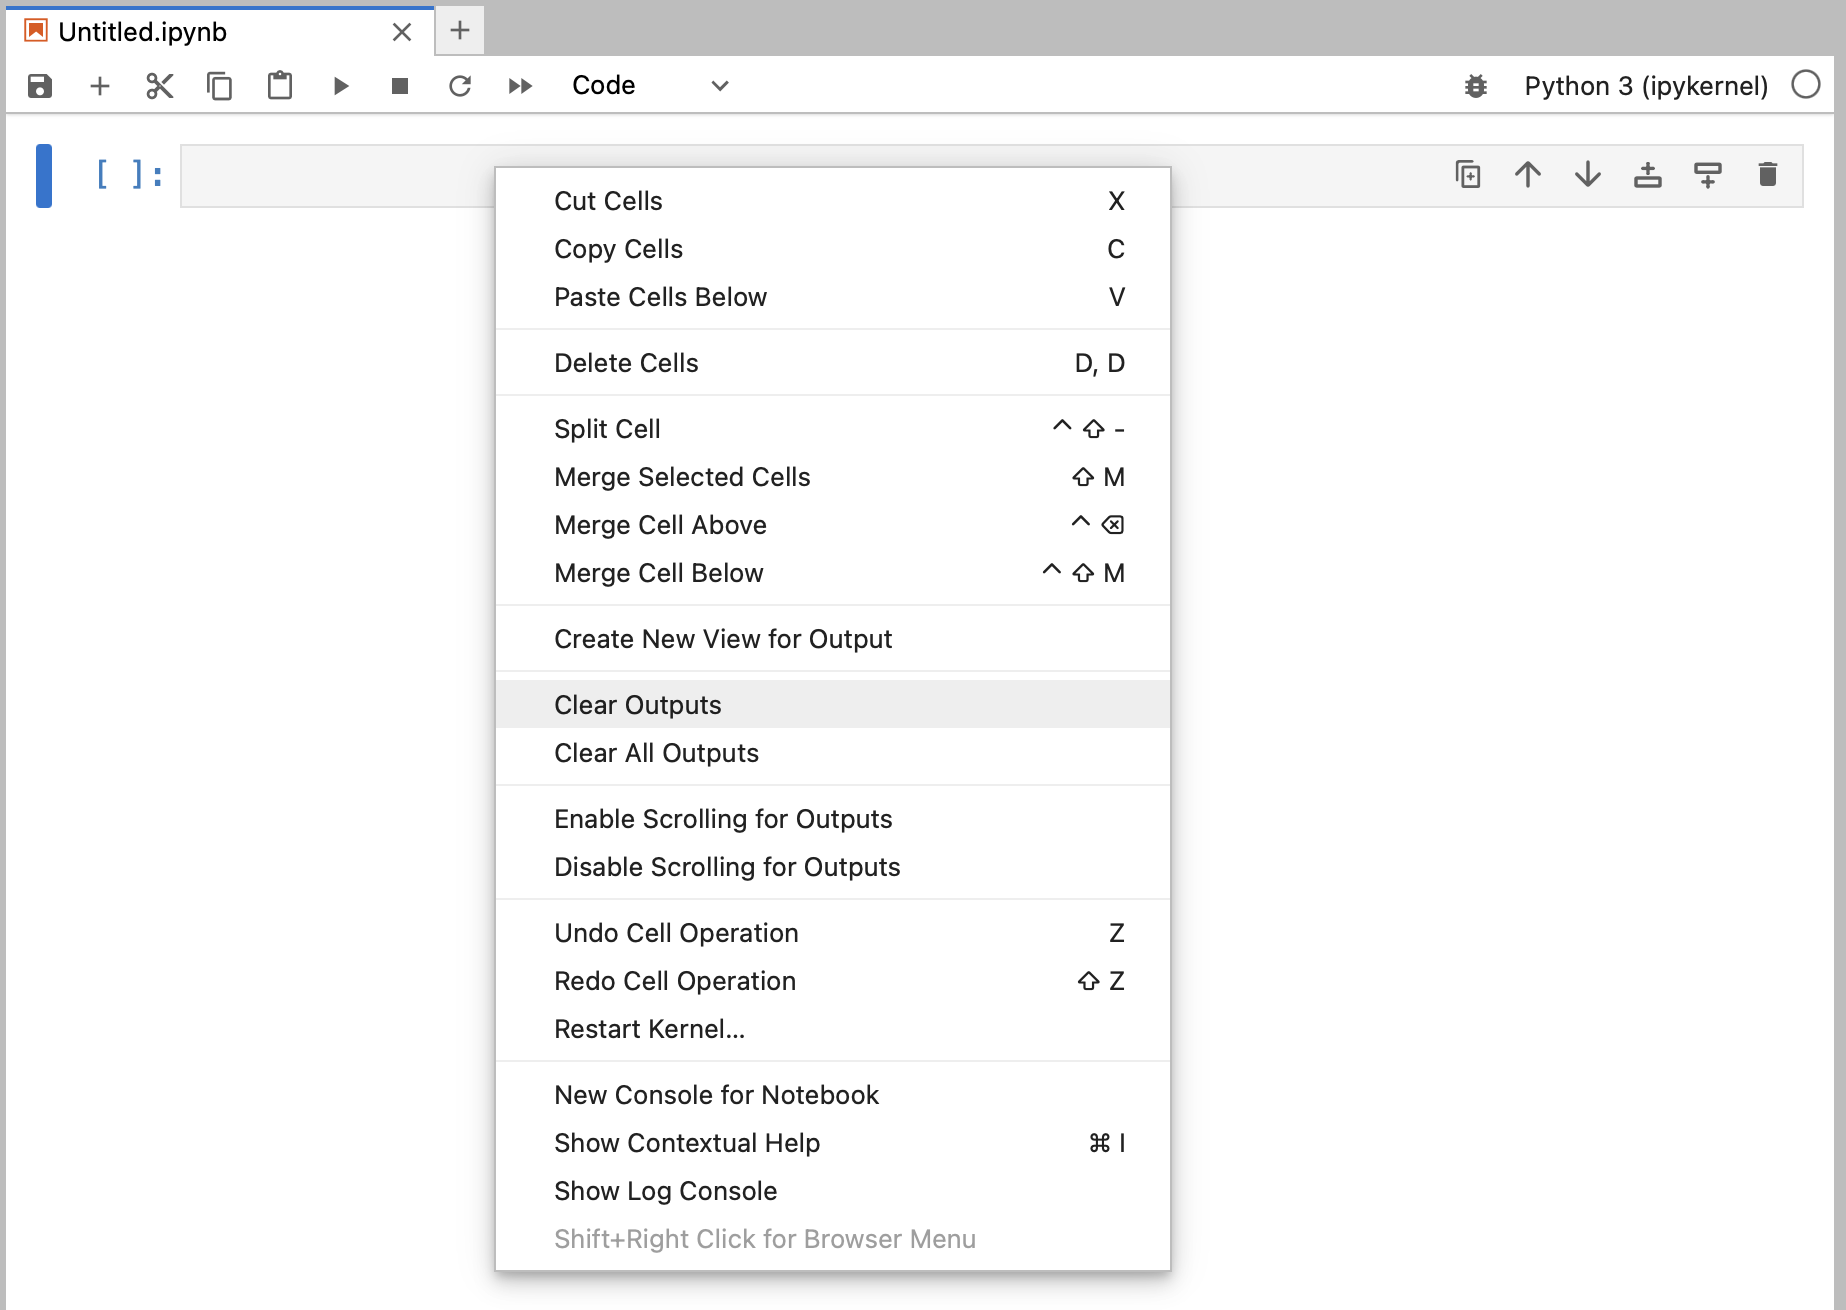 Untitled.ipynb
Code
Python 3 (ipykernel)
[ ]:
Cut Cells X
Copy Cells C
Paste Cells Below V
Delete Cells D, D
Split Cell ^ ⇧ -
Merge Selected Cells ⇧ M
Merge Cell Above ^ ⌫
Merge Cell Below ^ ⇧ M
Create New View for Output
Clear Outputs
Clear All Outputs
Enable Scrolling for Outputs
Disable Scrolling for Outputs
Undo Cell Operation Z
Redo Cell Operation ⇧ Z
Restart Kernel...
New Console for Notebook
Show Contextual Help ⌘ I
Show Log Console
Shift+Right Click for Browser Menu